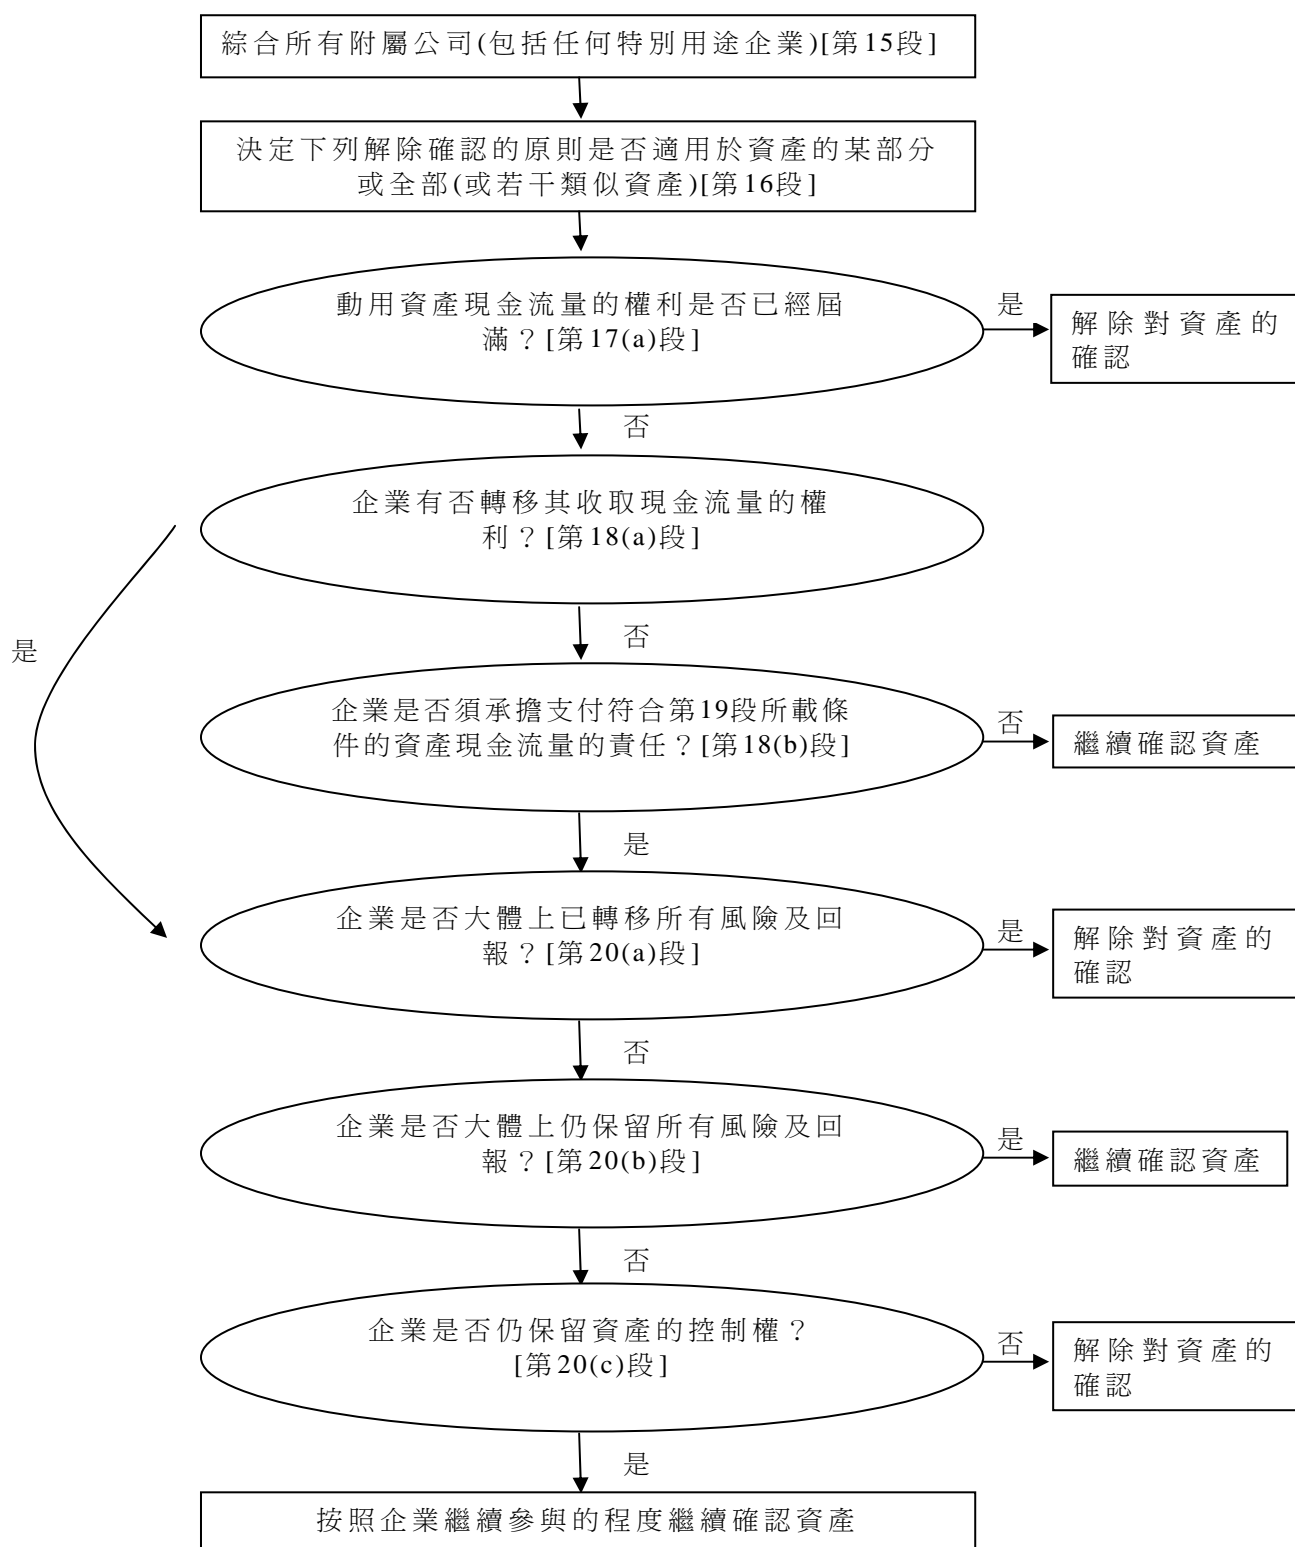 綜合所有附屬公司(包括任何特別用途企業)[第15段]
決定下列解除確認的原則是否適用於資產的某部分
或全部(或若干類似資產)[第16段]
動用資產現金流量的權利是否已經屆
滿？[第17(a)段]
是
解除對資產的
確認
否
企業有否轉移其收取現金流量的權
利？[第18(a)段]
是
否
企業是否須承擔支付符合第19段所載條
件的資產現金流量的責任？[第18(b)段]
否
繼續確認資產
是
企業是否大體上已轉移所有風險及回
報？[第20(a)段]
是
解除對資產的
確認
否
企業是否大體上仍保留所有風險及回
報？[第20(b)段]
是
繼續確認資產
否
企業是否仍保留資產的控制權？
[第20(c)段]
否
解除對資產的
確認
是
按照企業繼續參與的程度繼續確認資產